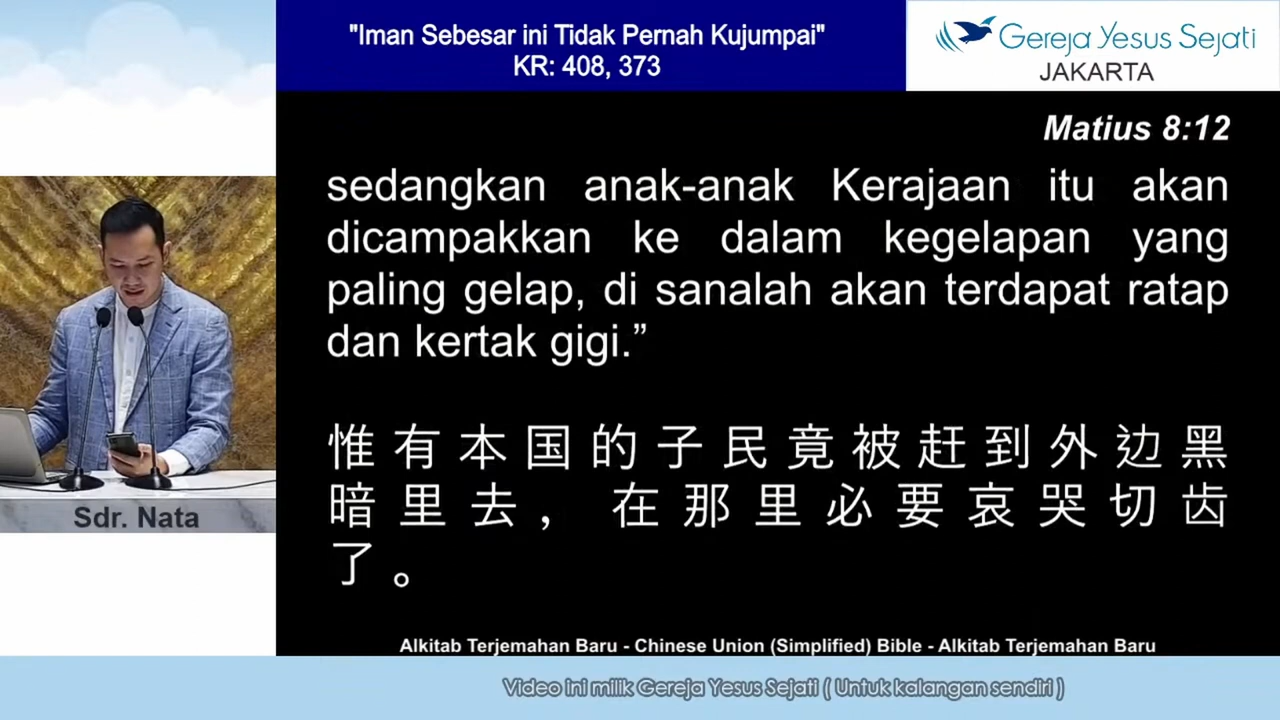 "Iman Sebesar ini Tidak Pernah Kujumpai"
KR: 408, 373
Gereja Yesus Sejati
JAKARTA
Matius 8:12
sedangkan anak-anak Kerajaan itu akan
dicampakkan ke dalam kegelapan yang
paling gelap, di sanalah akan terdapat ratap
dan kertak gigi.”
惟有本国的子民竟被赶到外边黑
暗里去，在那里必要哀哭切齿
了。
Sdr. Nata
Alkitab Terjemahan Baru - Chinese Union (Simplified) Bible - Alkitab Terjemahan Baru
Video ini milik Gereja Yesus Sejati ( Untuk kalangan sendiri )